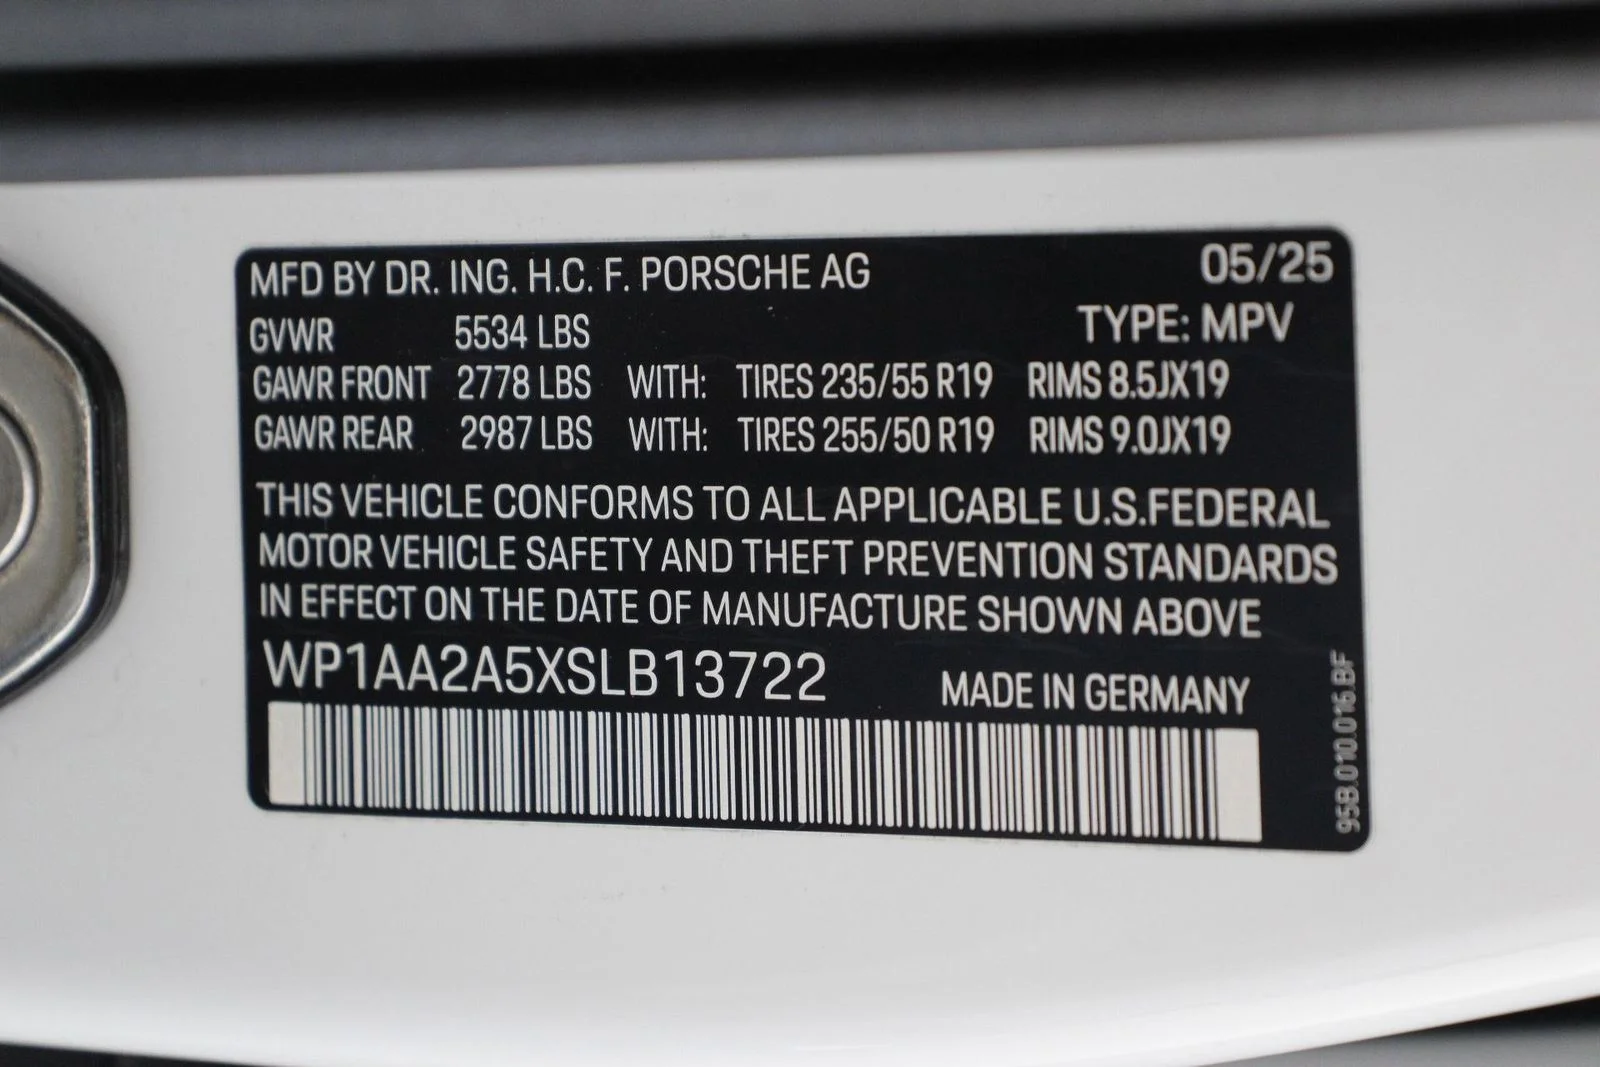 MFD BY DR. ING. H.C. F. PORSCHE AG 05/25
GVWR 5534 LBS TYPE: MPV
GAWR FRONT 2778 LBS WITH: TIRES 235/55 R19 RIMS 8.5JX19
GAWR REAR 2987 LBS WITH: TIRES 255/50 R19 RIMS 9.0JX19
THIS VEHICLE CONFORMS TO ALL APPLICABLE U.S.FEDERAL
MOTOR VEHICLE SAFETY AND THEFT PREVENTION STANDARDS
IN EFFECT ON THE DATE OF MANUFACTURE SHOWN ABOVE
WP1AA2A5XSLB13722 MADE IN GERMANY
95B.010.016.BF